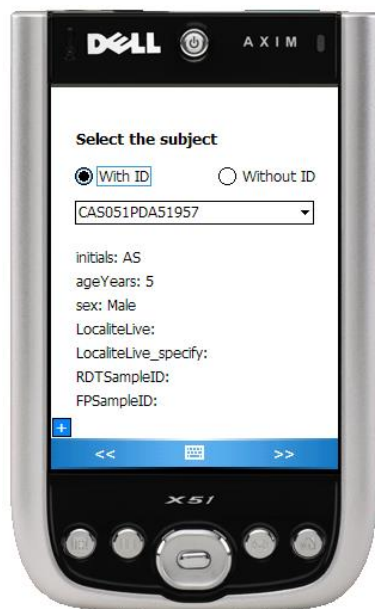 DELL AXIM
Select the subject
With ID Without ID
CAS051PDA51957
initials: AS
ageYears: 5
sex: Male
LocaliteLive:
LocaliteLive_specify:
RDTSampleID:
FPSampleID:
+
<< >>
X51